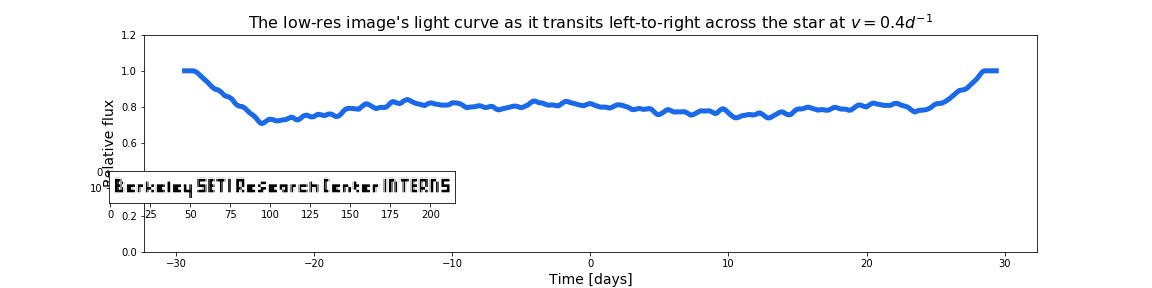 The low-res image's light curve as it transits left-to-right across the star at v = 0.4d⁻¹
1.2
1.0
0.8
0.6
0.2
0.0
Relative flux
0
10
Berkeley SETI Research Center INTERNS
0 25 50 75 100 125 150 175 200
−30 −20 −10 0 10 20 30
Time [days]